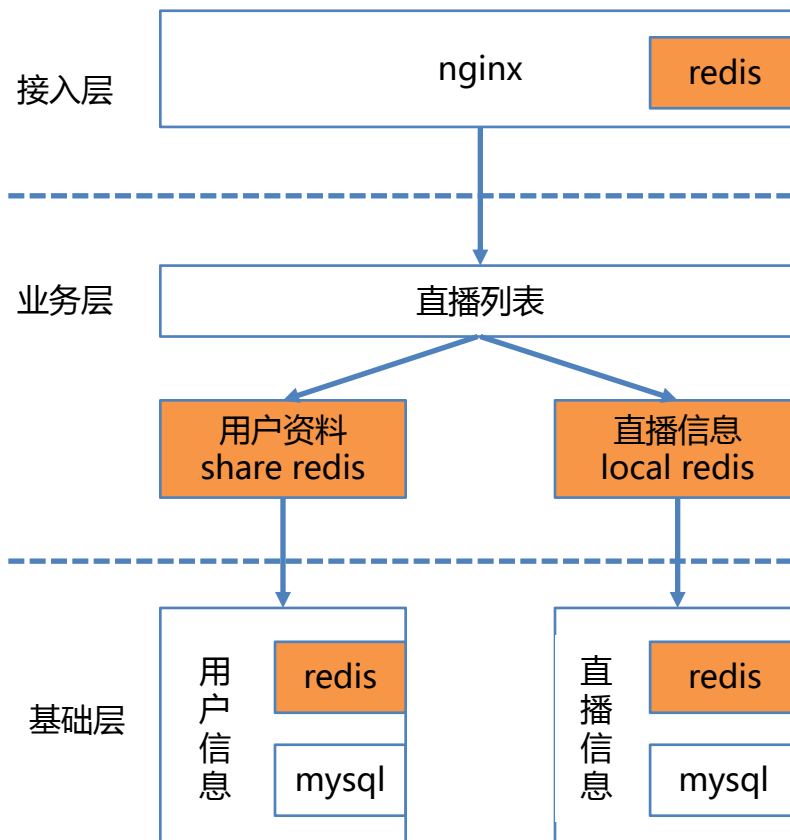 接入层
nginx
redis
业务层
直播列表
用户资料
share redis
直播信息
local redis
基础层
用户信息
redis
mysql
直播信息
redis
mysql